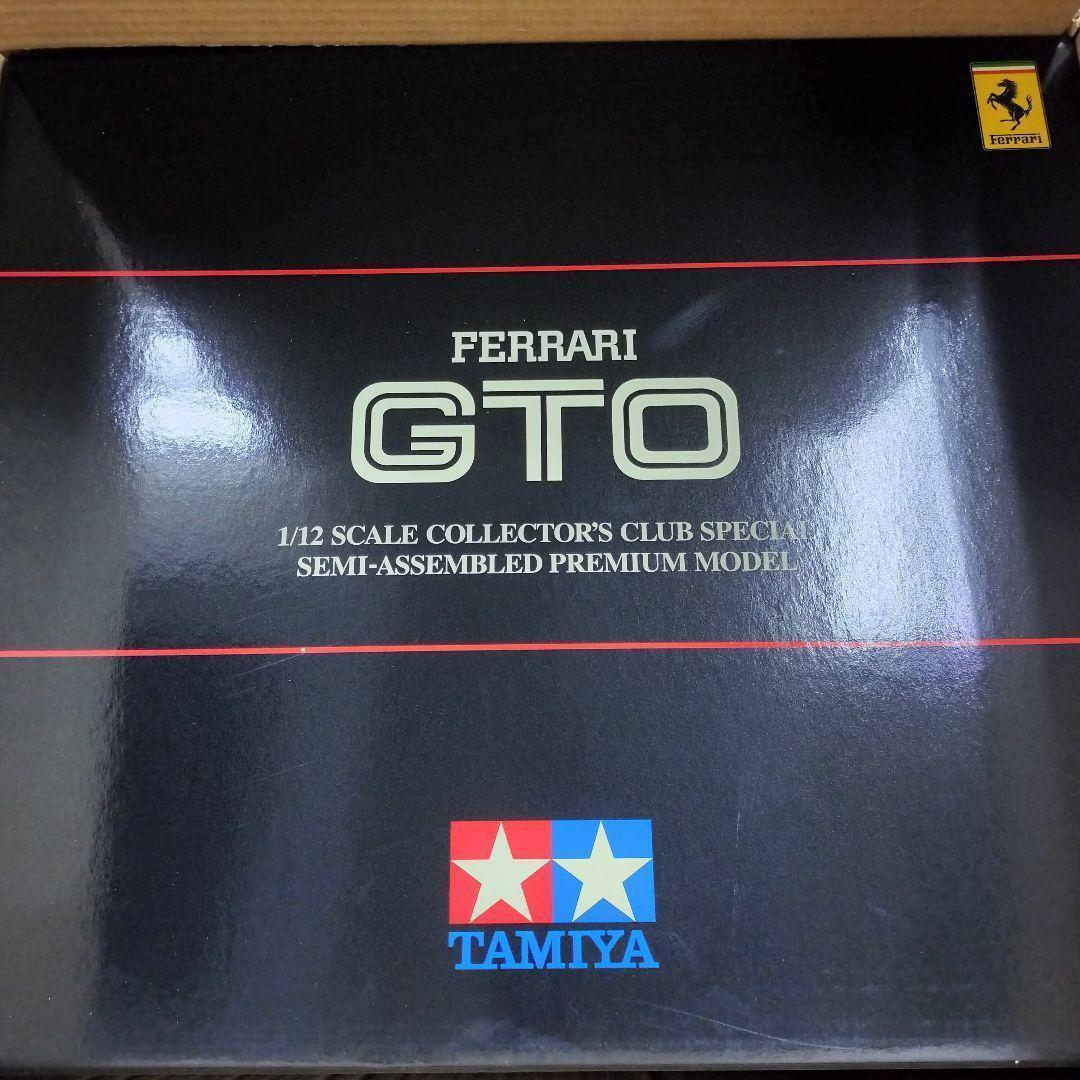 Ferrari
FERRARI
GTO
1/12 SCALE COLLECTOR'S CLUB SPECIAL
SEMI-ASSEMBLED PREMIUM MODEL
TAMIYA